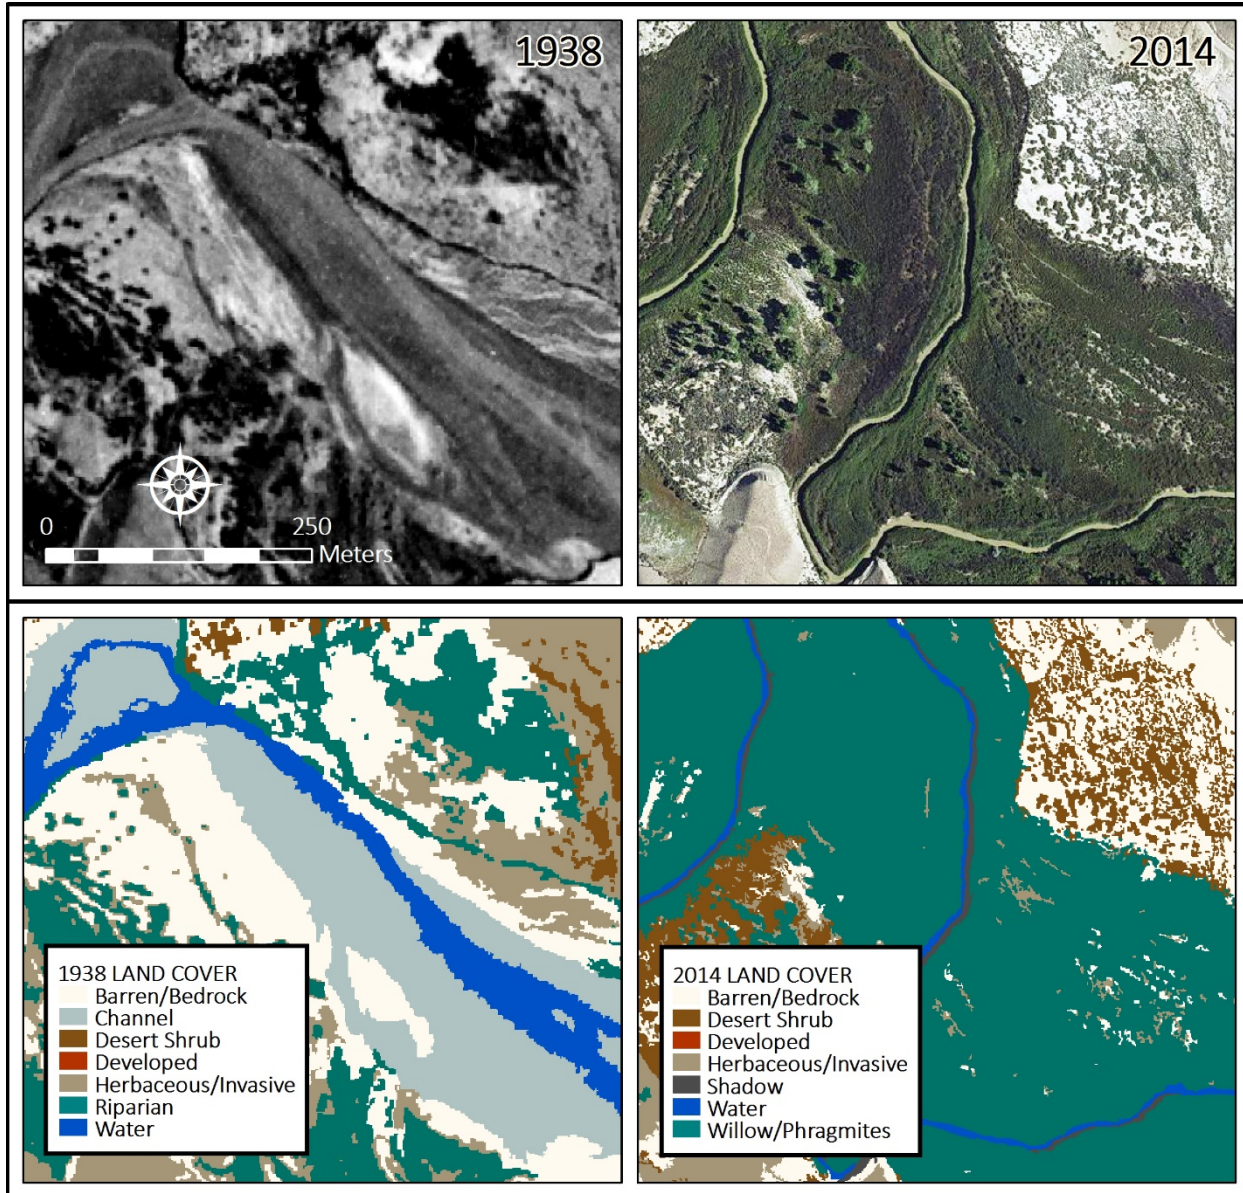 1938
2014
0 250
Meters
1938 LAND COVER
Barren/Bedrock
Channel
Desert Shrub
Developed
Herbaceous/Invasive
Riparian
Water
2014 LAND COVER
Barren/Bedrock
Desert Shrub
Developed
Herbaceous/Invasive
Shadow
Water
Willow/Phragmites